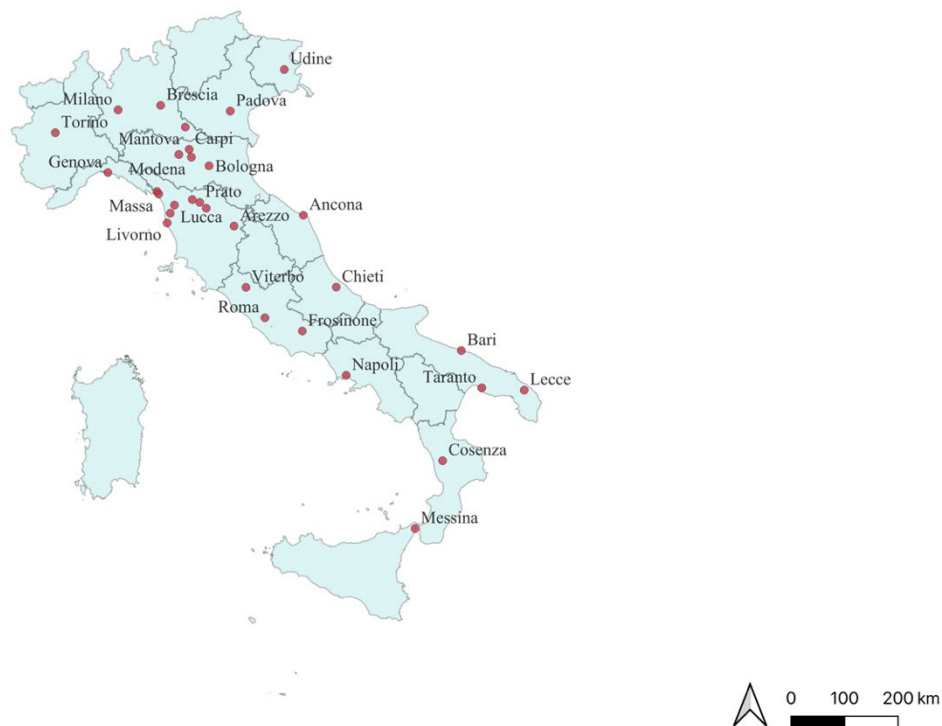 Udine
Milano
Brescia
Padova
Torino
Mantova
Carpi
Genova
Modena
Bologna
Massa
Prato
Lucca
Arezzo
Ancona
Livorno
Viterbo
Chieti
Roma
Frosinone
Bari
Napoli
Taranto
Lecce
Cosenza
Messina
0 100 200 km